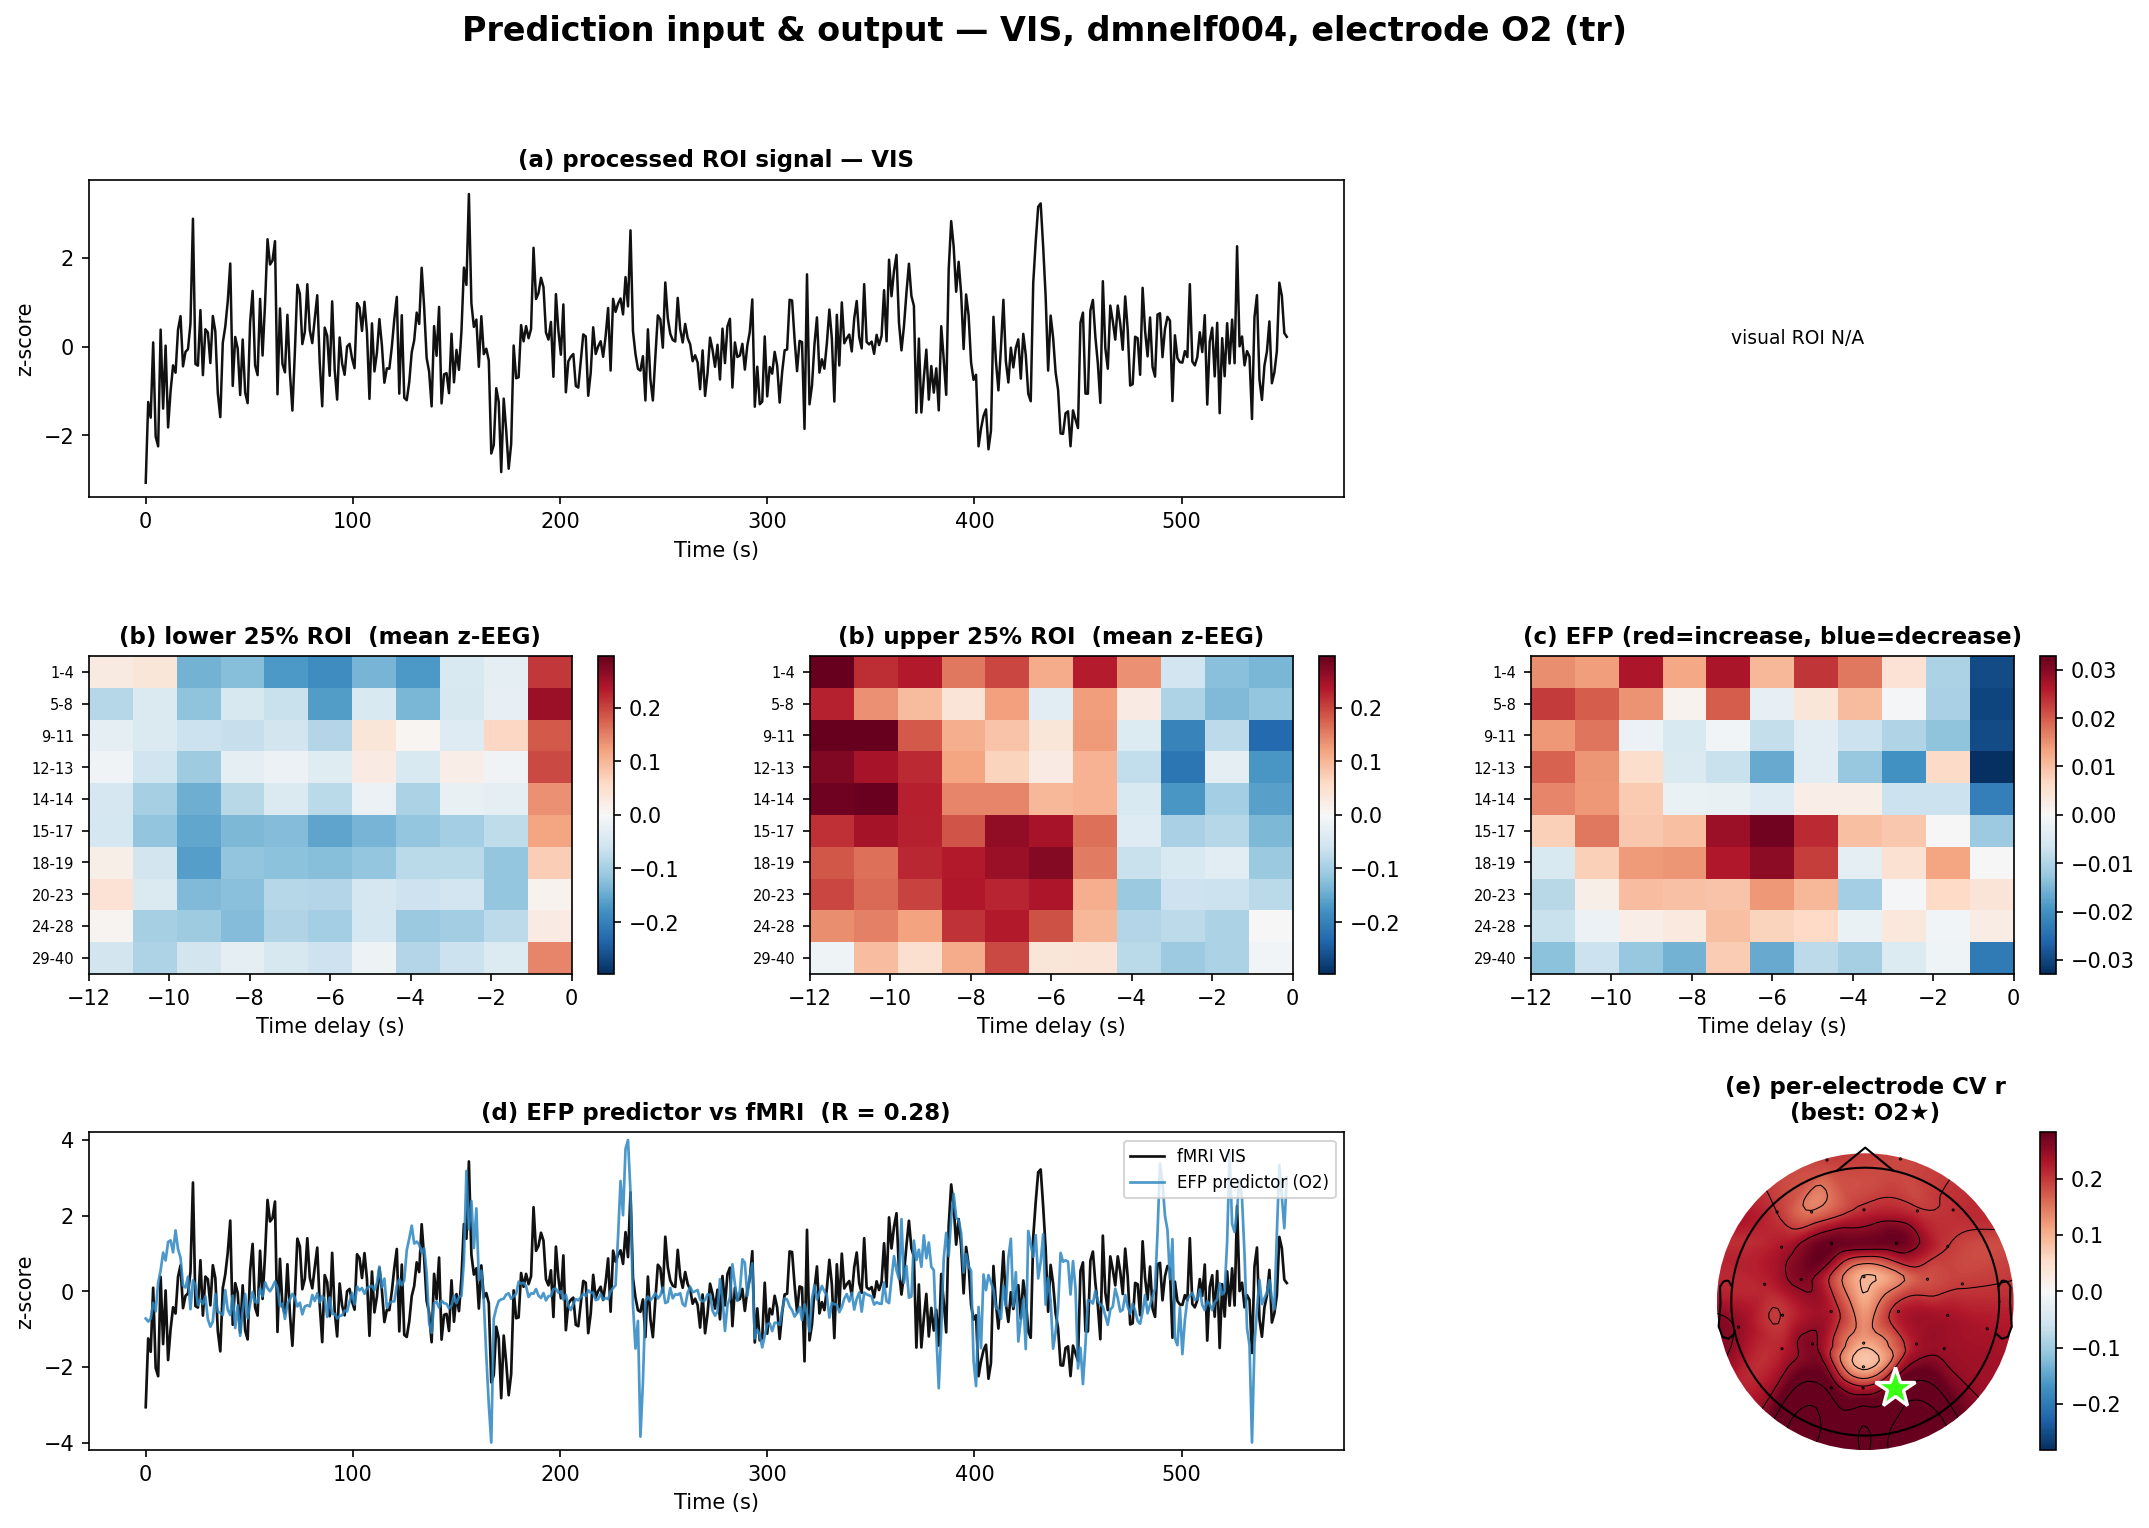 Prediction input & output — VIS, dmnelf004, electrode O2 (tr)
(a) processed ROI signal — VIS
z-score
2
0
−2
0 100 200 300 400 500
Time (s)
visual ROI N/A
(b) lower 25% ROI (mean z-EEG)
1-4
5-8
9-11
12-13
14-14
15-17
18-19
20-23
24-28
29-40
−12 −10 −8 −6 −4 −2 0
Time delay (s)
0.2
0.1
0.0
−0.1
−0.2
(b) upper 25% ROI (mean z-EEG)
1-4
5-8
9-11
12-13
14-14
15-17
18-19
20-23
24-28
29-40
−12 −10 −8 −6 −4 −2 0
Time delay (s)
0.2
0.1
0.0
−0.1
−0.2
(c) EFP (red=increase, blue=decrease)
1-4
5-8
9-11
12-13
14-14
15-17
18-19
20-23
24-28
29-40
−12 −10 −8 −6 −4 −2 0
Time delay (s)
0.03
0.02
0.01
0.00
−0.01
−0.02
−0.03
(d) EFP predictor vs fMRI (R = 0.28)
z-score
4
2
0
−2
−4
0 100 200 300 400 500
Time (s)
fMRI VIS
EFP predictor (O2)
(e) per-electrode CV r
(best: O2★)
0.2
0.1
0.0
−0.1
−0.2